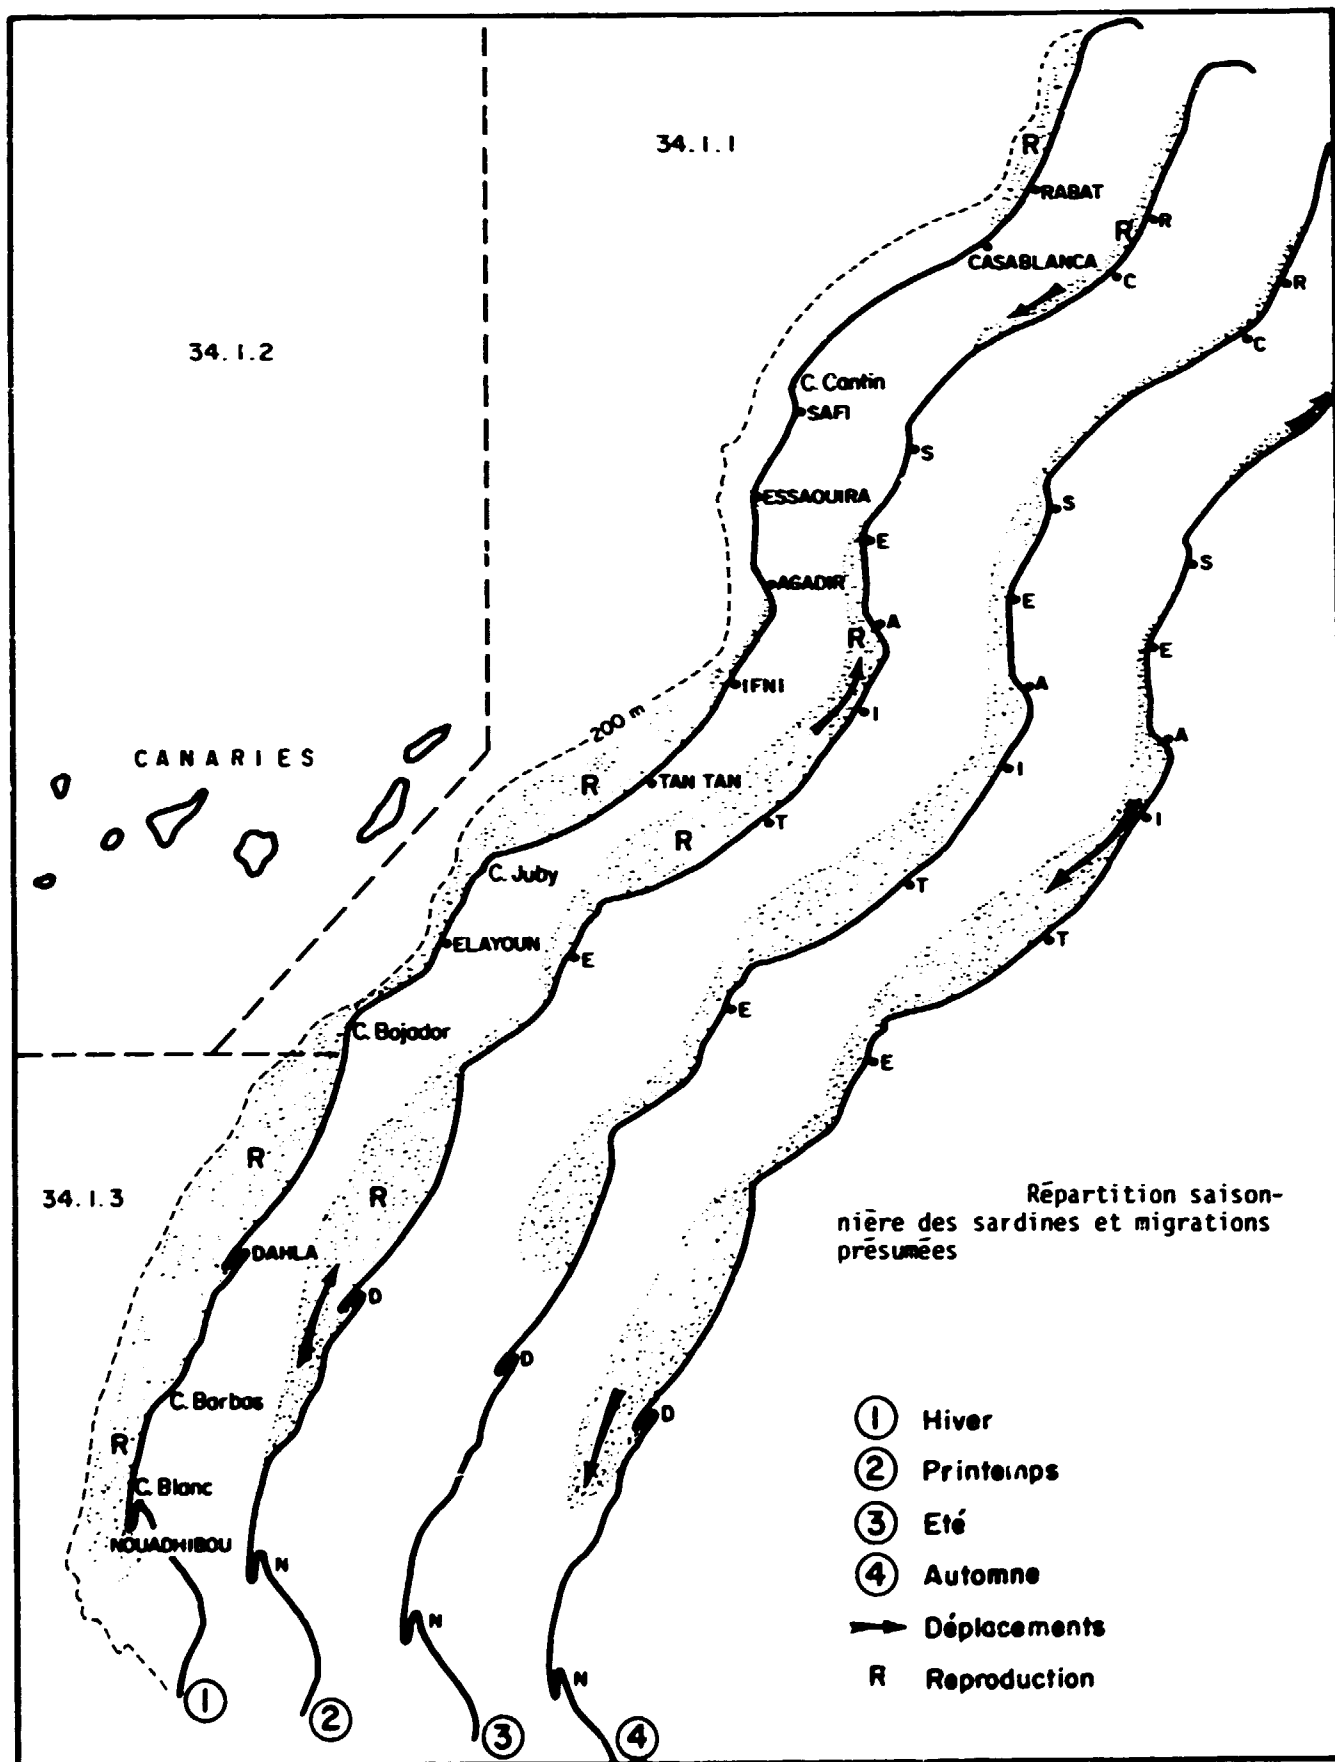 34.1.1
R
RABAT
R
R
CASABLANCA
C
R
34.1.2
C
C. Cantin
SAFI
S
ESSAOUIRA
S
E
S
AGADIR
E
A
R
E
IFNI
A
I
200 m
A
CANARIES
I
R
TAN TAN
I
T
R
C. Juby
T
T
ELAYOUN
E
E
C. Bojador
E
R
34.1.3
R
Répartition saison-
nière des sardines et migrations
présumées
DAHLA
D
D
C. Barbas
D
R
C. Blanc
NOUADHIBOU
N
N
N
1 Hiver
2 Printemps
3 Eté
4 Automne
Déplacements
R Reproduction
1
2
3
4